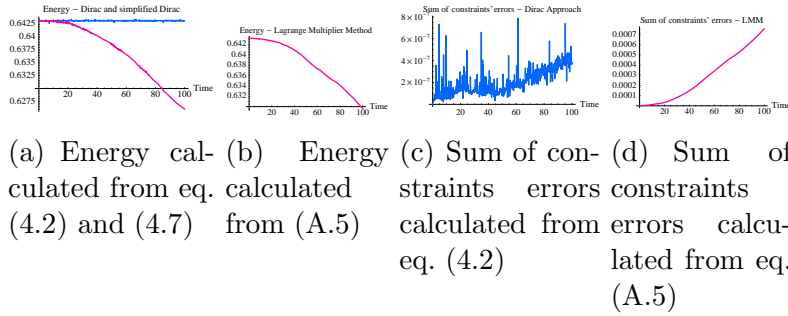 Energy − Dirac and simplified Dirac
0.6425
0.64
0.635
0.6325
0.6275
20 40 60 80 100
Time
Energy − Lagrange Multiplier Method
0.642
0.64
0.638
0.636
0.634
0.632
20 40 60 80 100
Time
Sum of constraints' errors − Dirac Approach
8 × 10⁻⁷
6 × 10⁻⁷
4 × 10⁻⁷
2 × 10⁻⁷
20 40 60 80 100
Time
Sum of constraints' errors − LMM
0.0007
0.0006
0.0005
0.0004
0.0003
0.0002
0.0001
20 40 60 80 100
Time
(a) Energy cal-
culated from eq.
(4.2) and (4.7)
(b) Energy
calculated
from (A.5)
(c) Sum of con-
straints errors
calculated from
eq. (4.2)
(d) Sum of
constraints
errors calcu-
lated from eq.
(A.5)